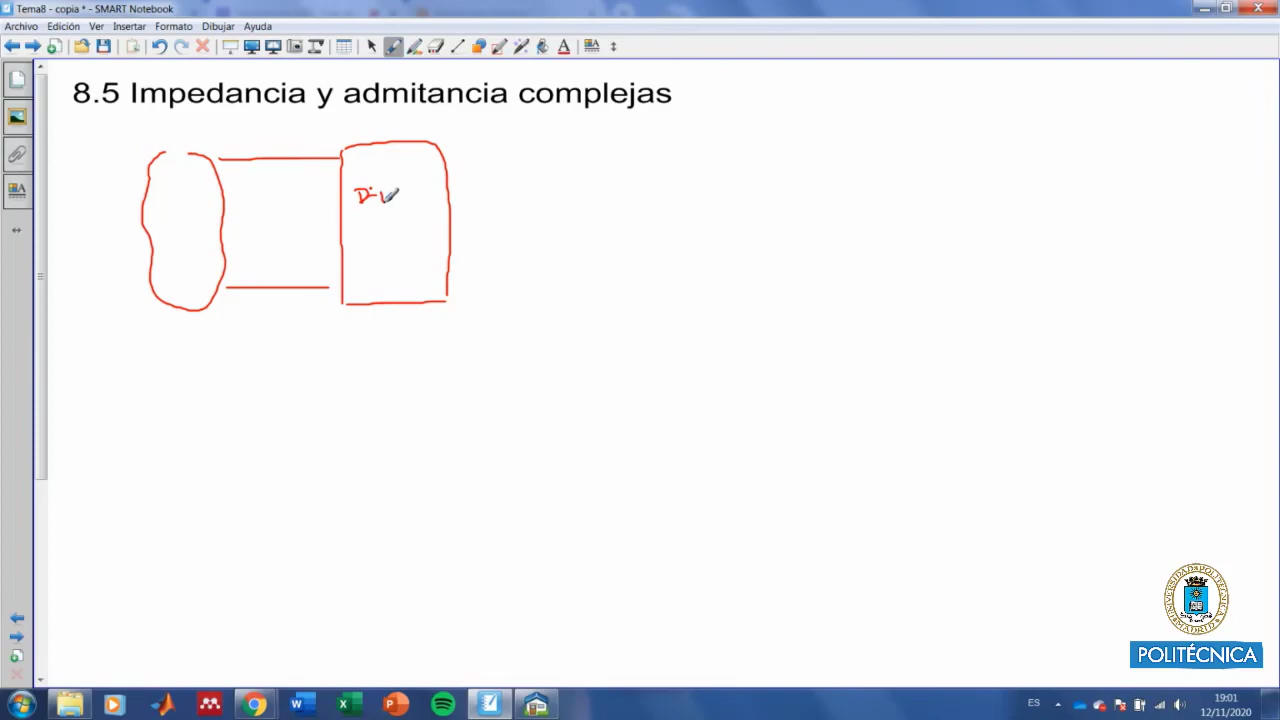 Tema8 - copia * - SMART Notebook
Archivo Edición Ver Insertar Formato Dibujar Ayuda
8.5 Impedancia y admitancia complejas
Di
POLITÉCNICA
ES
19:01
12/11/2020